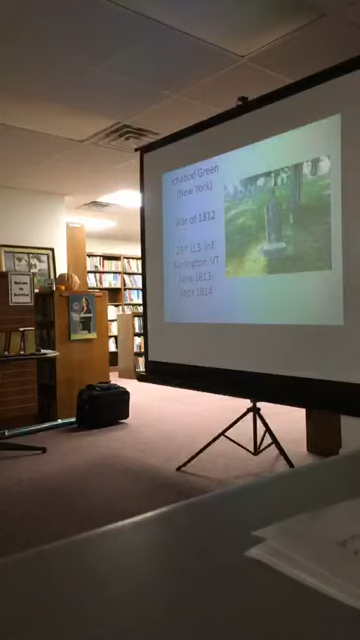 Ichabod Green
(New York)
War of 1812
29th U.S. Inf.
Burlington, VT
June 1813-
Sept 1814